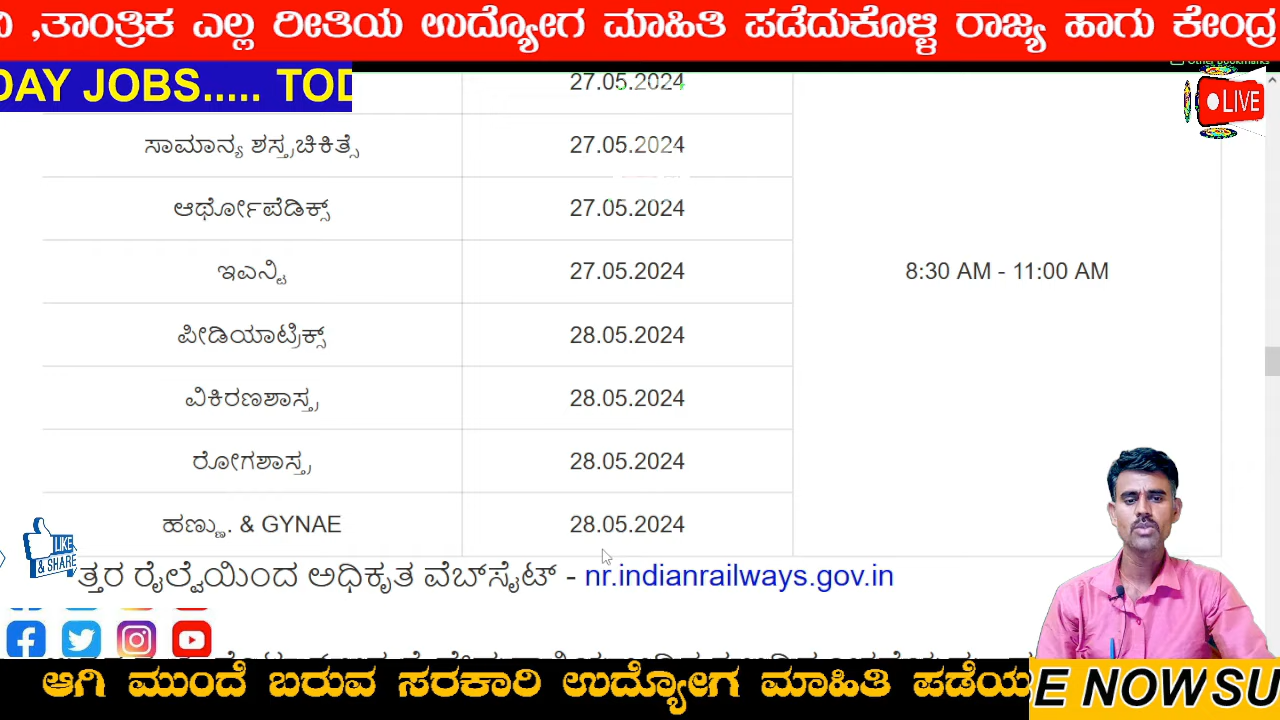 ,ತಾಂತ್ರಿಕ ಎಲ್ಲ ರೀತಿಯ ಉದ್ಯೋಗ ಮಾಹಿತಿ ಪಡೆದುಕೊಳ್ಳಿ ರಾಜ್ಯ ಹಾಗು ಕೇಂದ್ರ
Other Bookmarks
DAY JOBS..... TOD
27.05.2024
LIVE
ಸಾಮಾನ್ಯ ಶಸ್ತ್ರಚಿಕಿತ್ಸೆ 27.05.2024
ಆರ್ಥೋಪೆಡಿಕ್ಸ್ 27.05.2024
ಇಎನ್ಟಿ 27.05.2024 8:30 AM - 11:00 AM
ಪೀಡಿಯಾಟ್ರಿಕ್ಸ್ 28.05.2024
ವಿಕಿರಣಶಾಸ್ತ್ರ 28.05.2024
ರೋಗಶಾಸ್ತ್ರ 28.05.2024
ಹಣ್ಣು. & GYNAE 28.05.2024
LIKE
& SHARE
ತ್ತರ ರೈಲ್ವೆಯಿಂದ ಅಧಿಕೃತ ವೆಬ್‌ಸೈಟ್ - nr.indianrailways.gov.in
ಆಗಿ ಮುಂದೆ ಬರುವ ಸರಕಾರಿ ಉದ್ಯೋಗ ಮಾಹಿತಿ ಪಡೆಯ
E NOW SU